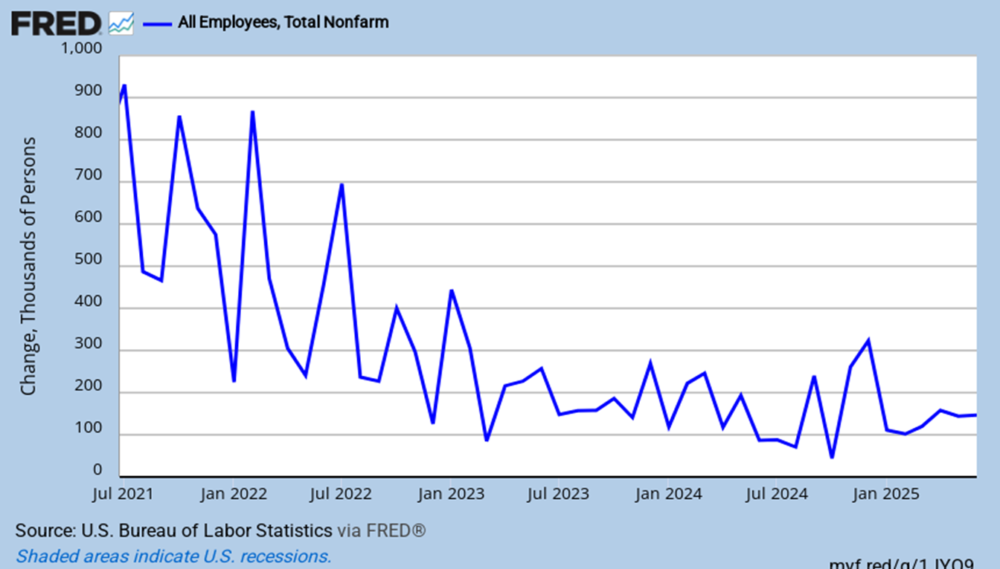 FRED All Employees, Total Nonfarm
1,000
900
800
700
600
500
400
300
200
100
0
Change, Thousands of Persons
Jul 2021 Jan 2022 Jul 2022 Jan 2023 Jul 2023 Jan 2024 Jul 2024 Jan 2025
Source: U.S. Bureau of Labor Statistics via FRED®
Shaded areas indicate U.S. recessions.